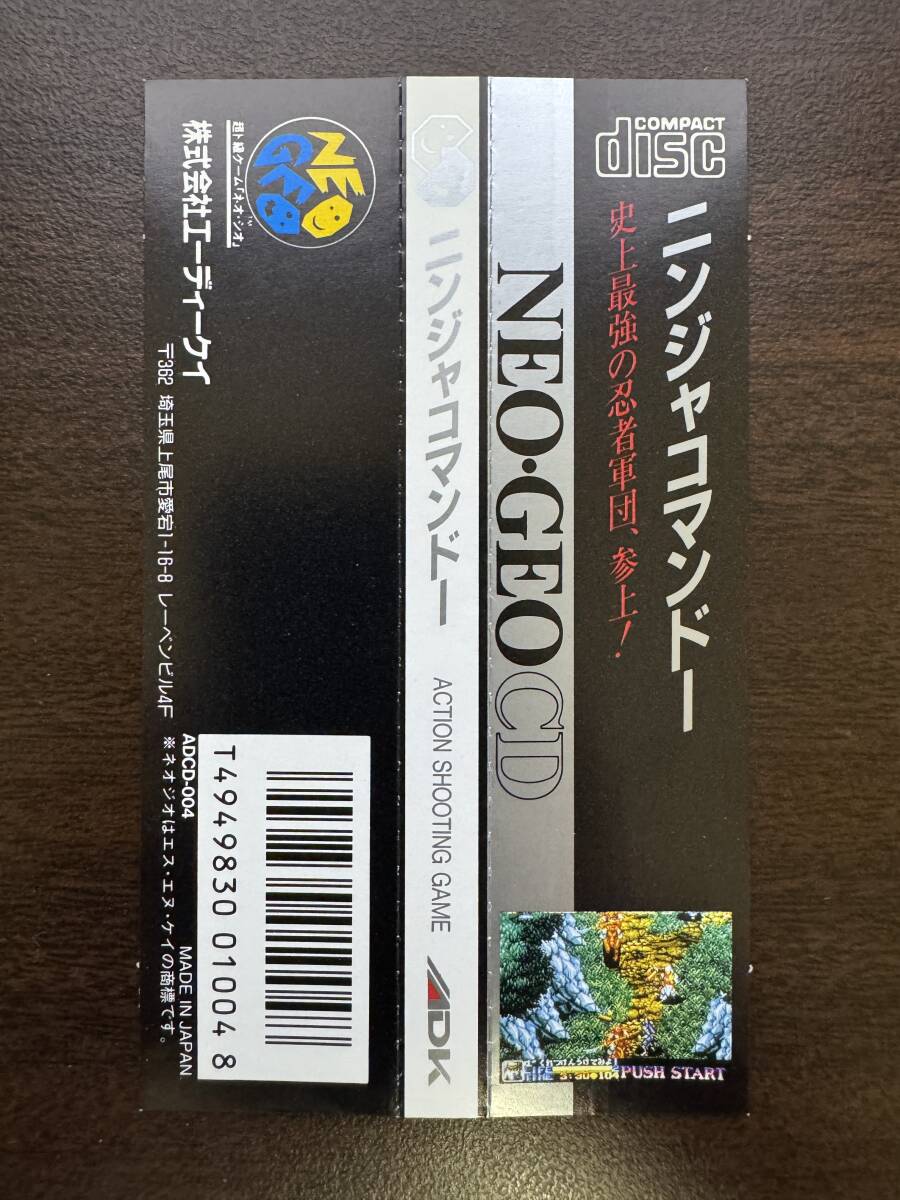 COMPACT
disc
ニンジャコマンドー
史上最強の忍者軍団、参上!
NEO・GEO CD
PUSH START
ニンジャコマンドー
ACTION SHOOTING GAME
ADK
NEO
GEO
株式会社エーディーケイ
〒362 埼玉県上尾市愛宕1-16-8 レーベンビル4F
ADCD-004
※ネオジオはエス・エヌ・ケイの商標です。
MADE IN JAPAN
T4949830 01004 8